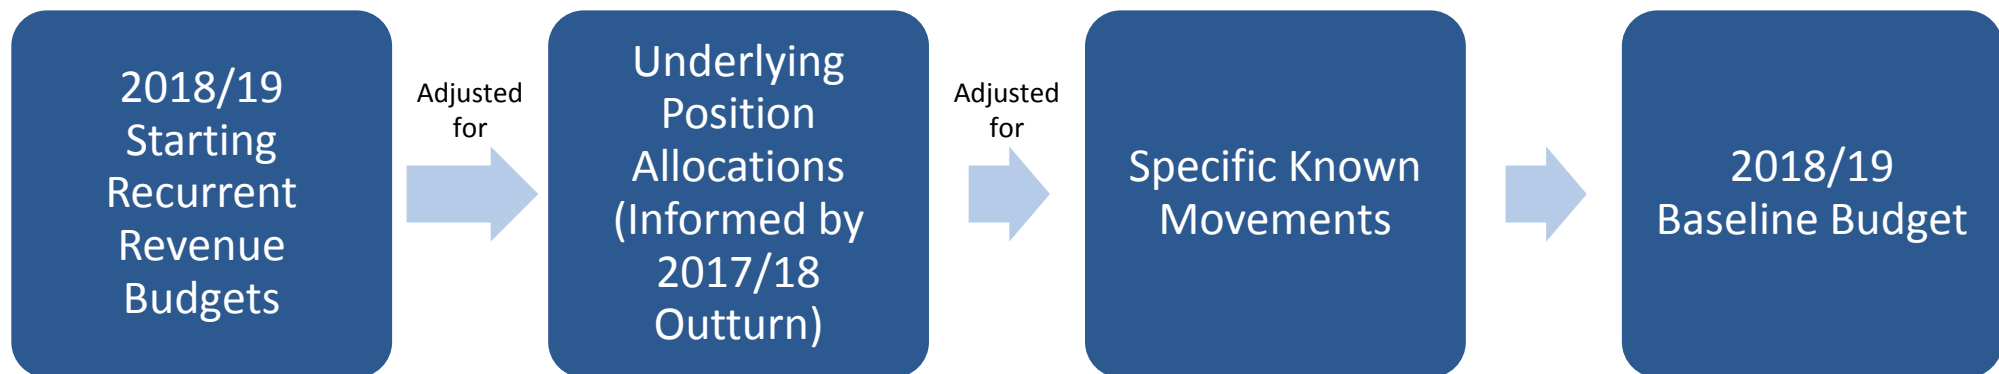 2018/19
Starting
Recurrent
Revenue
Budgets
Adjusted
for
Underlying
Position
Allocations
(Informed by
2017/18
Outturn)
Adjusted
for
Specific Known
Movements
2018/19
Baseline Budget